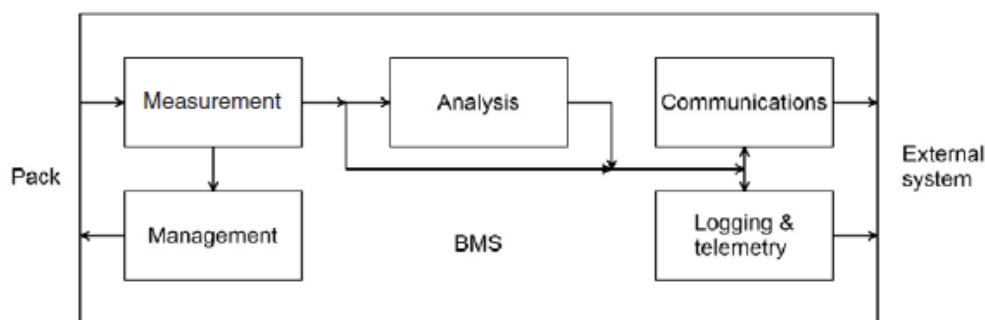 Measurement
Analysis
Communications
Pack
External
system
Management
BMS
Logging &
telemetry